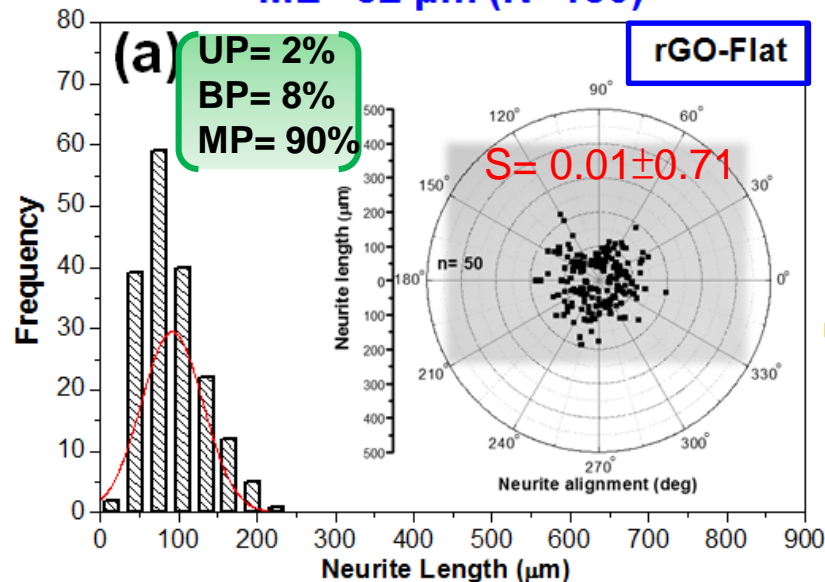 (a)
UP= 2%
BP= 8%
MP= 90%
rGO-Flat
S= 0.01±0.71
n= 50
90°
60°
30°
0°
330°
300°
270°
240°
210°
180°
150°
120°
Neurite length (μm)
500
400
300
200
100
0
100
200
300
400
500
Neurite alignment (deg)
Frequency
80
70
60
50
40
30
20
10
0
0 100 200 300 400 500 600 700 800 900
Neurite Length (μm)